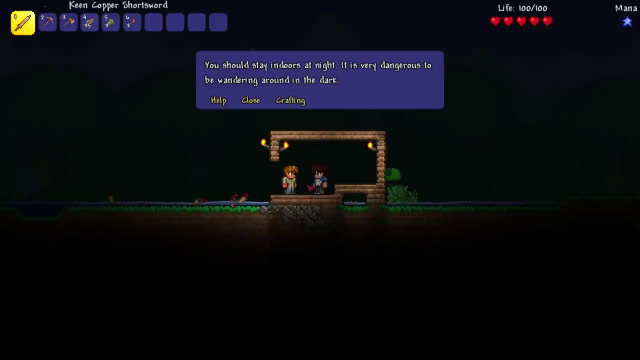 Keen Copper Shortsword
Life: 100/100
Mana
You should stay indoors at night. It is very dangerous to
be wandering around in the dark.
Help Close Crafting